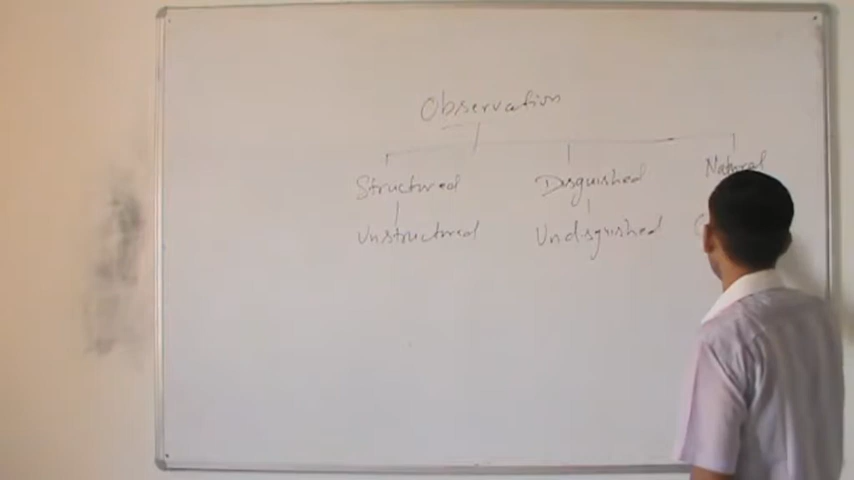 Observation
Structured Disguished Natural
Unstructured Undisguished